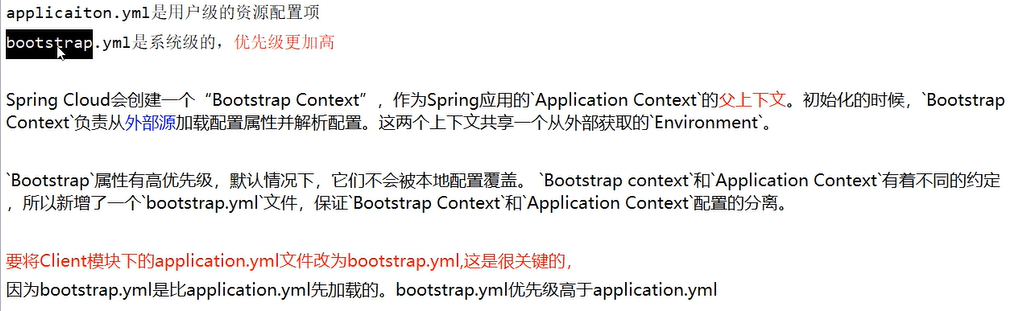 applicaiton.yml是用户级的资源配置项
bootstrap.yml是系统级的，优先级更加高
Spring Cloud会创建一个“Bootstrap Context”，作为Spring应用的`Application Context`的父上下文。初始化的时候，`Bootstrap
Context`负责从外部源加载配置属性并解析配置。这两个上下文共享一个从外部获取的`Environment`。
`Bootstrap`属性有高优先级，默认情况下，它们不会被本地配置覆盖。 `Bootstrap context`和`Application Context`有着不同的约定
，所以新增了一个`bootstrap.yml`文件，保证`Bootstrap Context`和`Application Context`配置的分离。
要将Client模块下的application.yml文件改为bootstrap.yml,这是很关键的，
因为bootstrap.yml是比application.yml先加载的。bootstrap.yml优先级高于application.yml